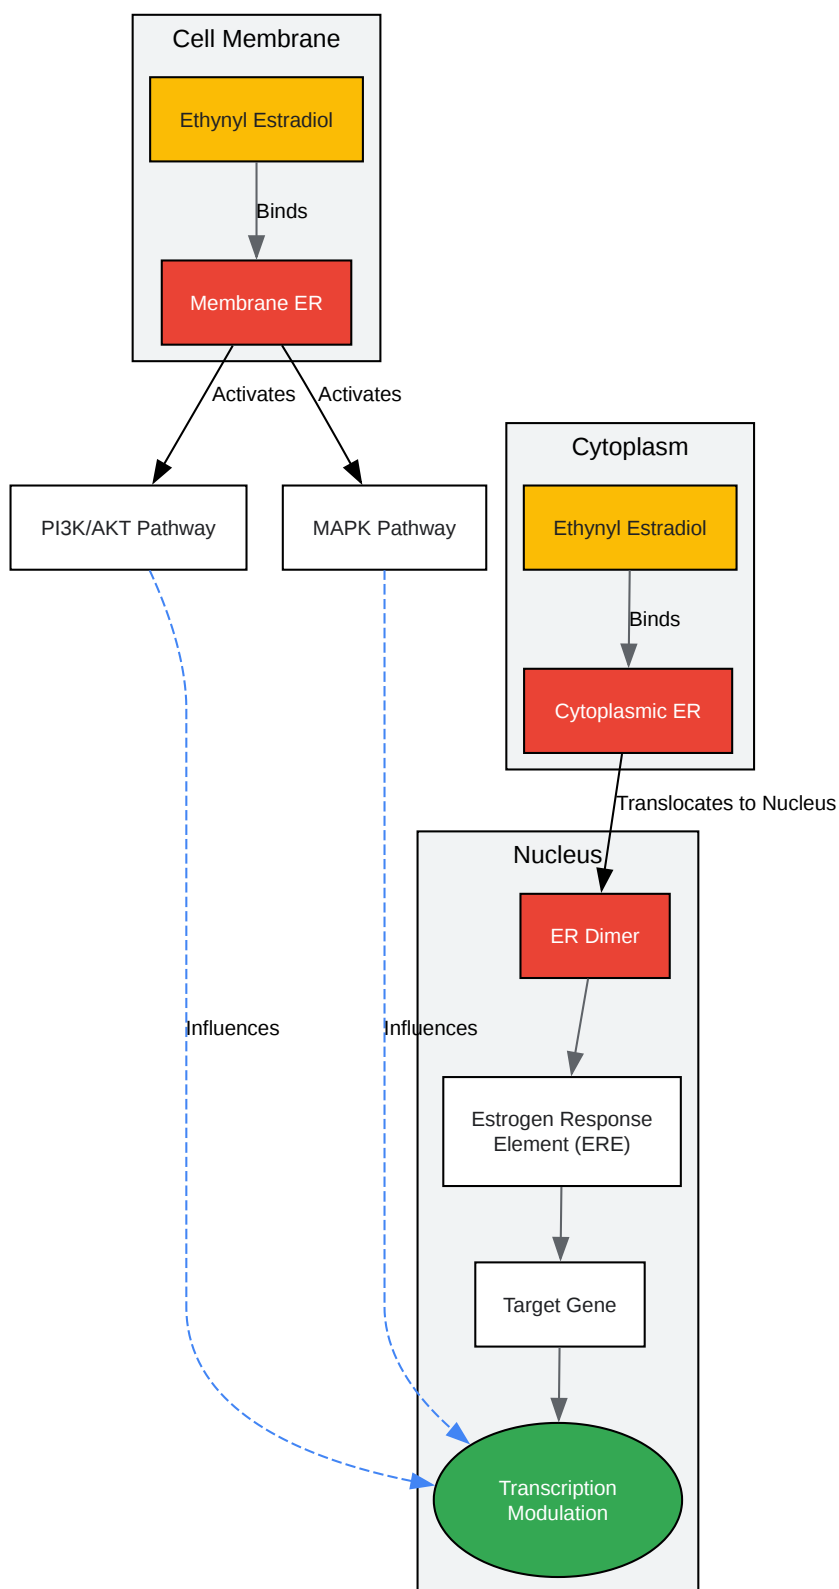 Cell Membrane
Ethynyl Estradiol
Binds
Membrane ER
Activates
Activates
PI3K/AKT Pathway
MAPK Pathway
Cytoplasm
Ethynyl Estradiol
Binds
Cytoplasmic ER
Translocates to Nucleus
Nucleus
ER Dimer
Influences
Influences
Estrogen Response
Element (ERE)
Target Gene
Transcription
Modulation